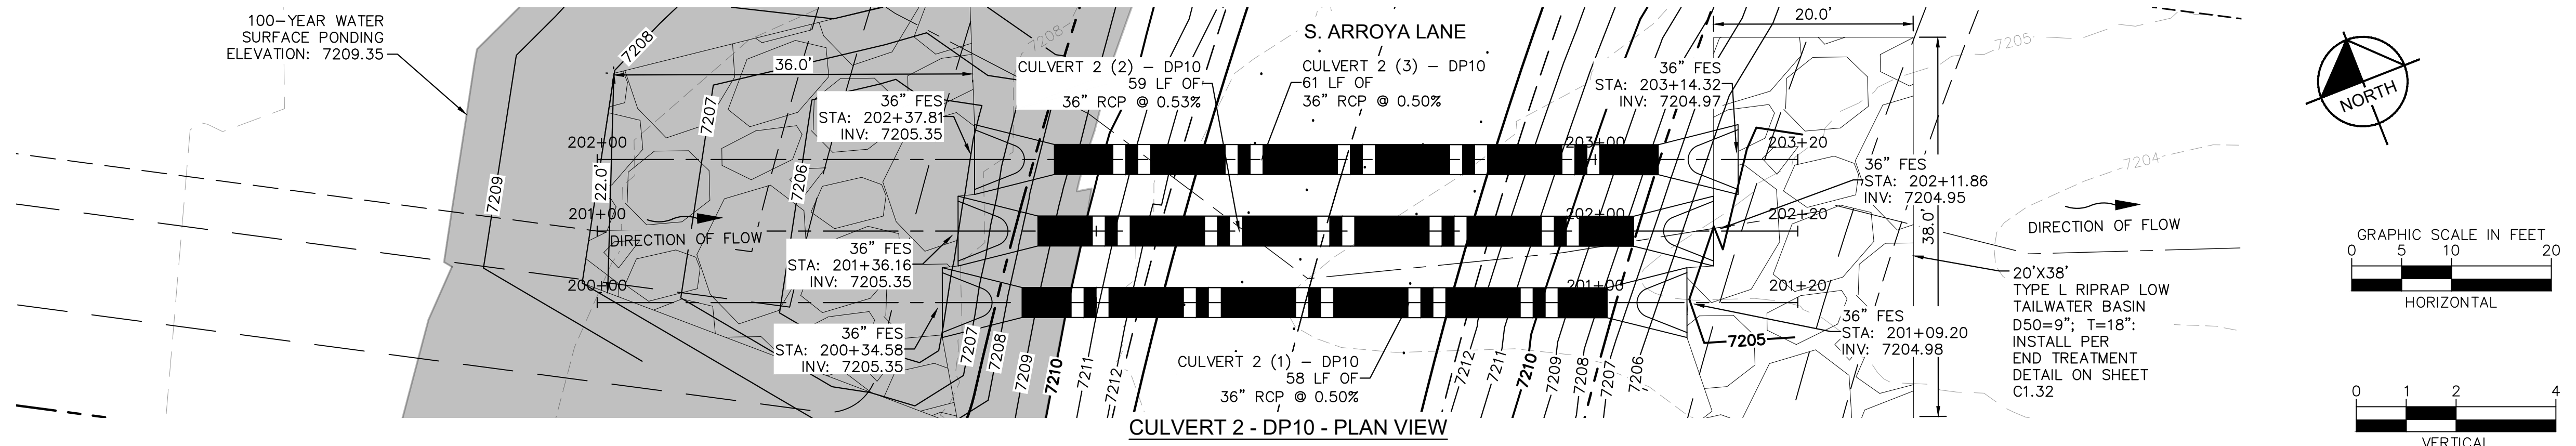 100-YEAR WATER
SURFACE PONDING
ELEVATION: 7209.35
7208
36.0'
7207
7206
7209
22.0'
202+00
201+00
200+00
DIRECTION OF FLOW
36" FES
STA: 202+37.81
INV: 7205.35
36" FES
STA: 201+36.16
INV: 7205.35
36" FES
STA: 200+34.58
INV: 7205.35
7208
CULVERT 2 (2) – DP10
59 LF OF
36" RCP @ 0.53%
S. ARROYA LANE
CULVERT 2 (3) – DP10
61 LF OF
36" RCP @ 0.50%
CULVERT 2 (1) – DP10
58 LF OF
36" RCP @ 0.50%
7207
7208
7209
7210
7211
7212
7212
7211
7210
7209
7208
7207
7206
36" FES
STA: 203+14.32
INV: 7204.97
203+00
202+00
201+00
203+20
202+20
201+20
20.0'
38.0'
7205
7205
7204
36" FES
STA: 202+11.86
INV: 7204.95
36" FES
STA: 201+09.20
INV: 7204.98
DIRECTION OF FLOW
20'X38'
TYPE L RIPRAP LOW
TAILWATER BASIN
D50=9"; T=18":
INSTALL PER
END TREATMENT
DETAIL ON SHEET
C1.32
NORTH
GRAPHIC SCALE IN FEET
0 5 10 20
HORIZONTAL
0 1 2 4
VERTICAL
CULVERT 2 - DP10 - PLAN VIEW